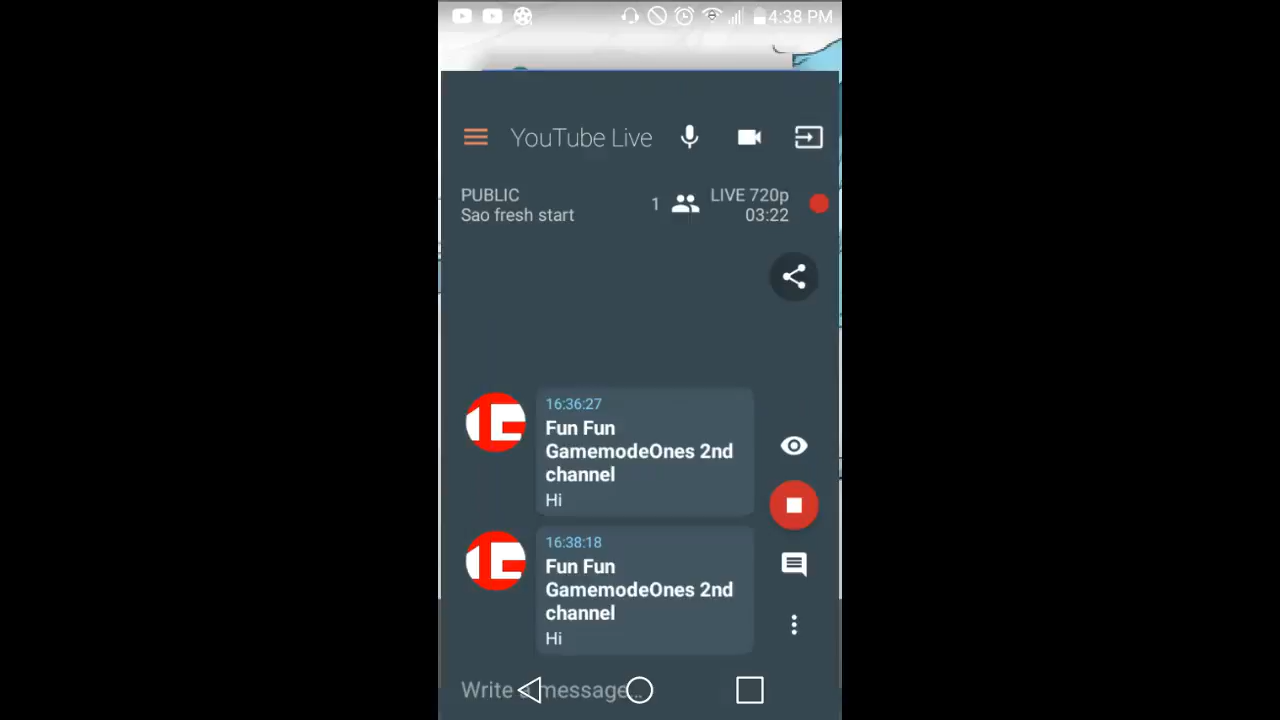 4:38 PM
YouTube Live
PUBLIC
Sao fresh start
1
LIVE 720p
03:22
16:36:27
Fun Fun
GamemodeOnes 2nd
channel
Hi
16:38:18
Fun Fun
GamemodeOnes 2nd
channel
Hi
Write a message...